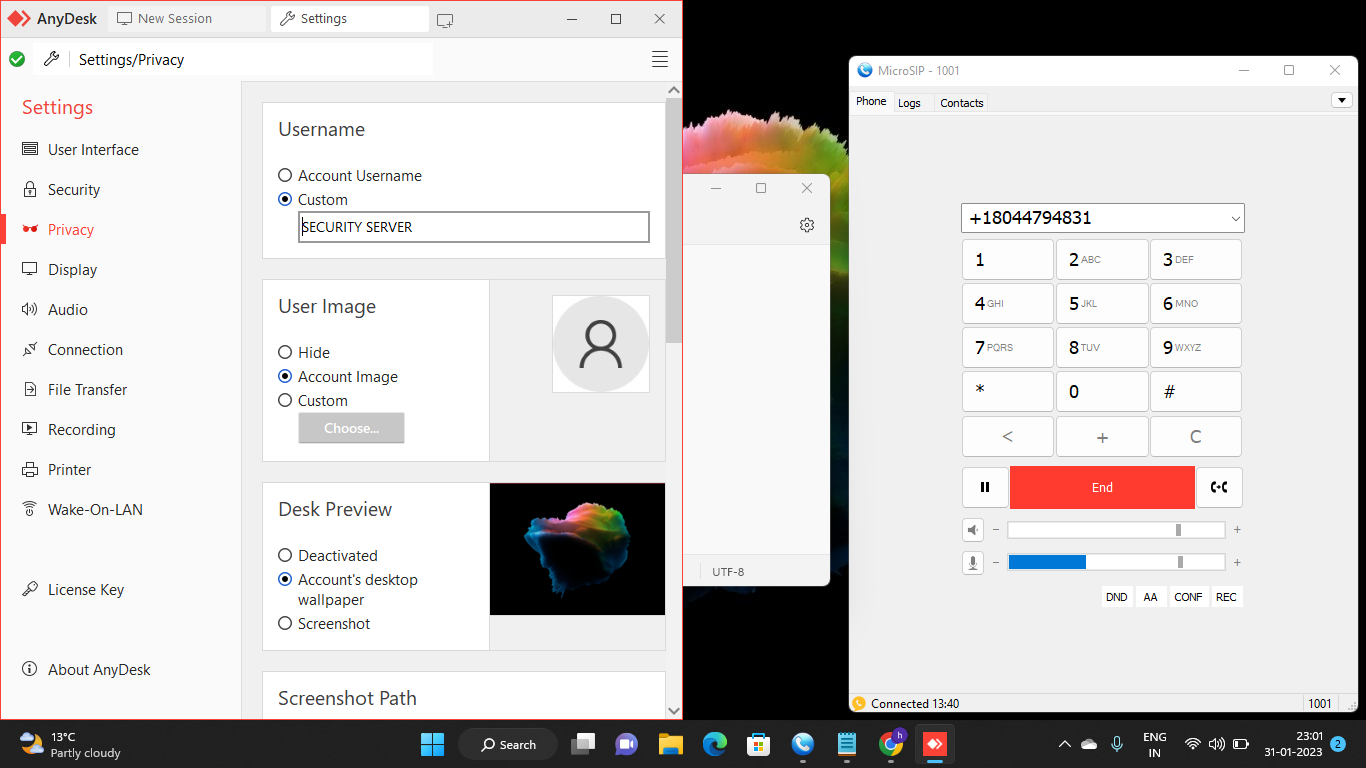 AnyDesk
New Session
Settings
Settings/Privacy
Settings
User Interface
Security
Privacy
Display
Audio
Connection
File Transfer
Recording
Printer
Wake-On-LAN
License Key
About AnyDesk
Username
Account Username
Custom
SECURITY SERVER
User Image
Hide
Account Image
Custom
Choose...
Desk Preview
Deactivated
Account's desktop
wallpaper
Screenshot
Screenshot Path
UTF-8
MicroSIP - 1001
Phone Logs Contacts
+18044794831
1 2 ABC 3 DEF
4 GHI 5 JKL 6 MNO
7 PQRS 8 TUV 9 WXYZ
* 0 #
< + C
End
- +
- +
DND AA CONF REC
Connected 13:40 1001
13°C
Partly cloudy
Search
h
ENG
IN
23:01
31-01-2023
2